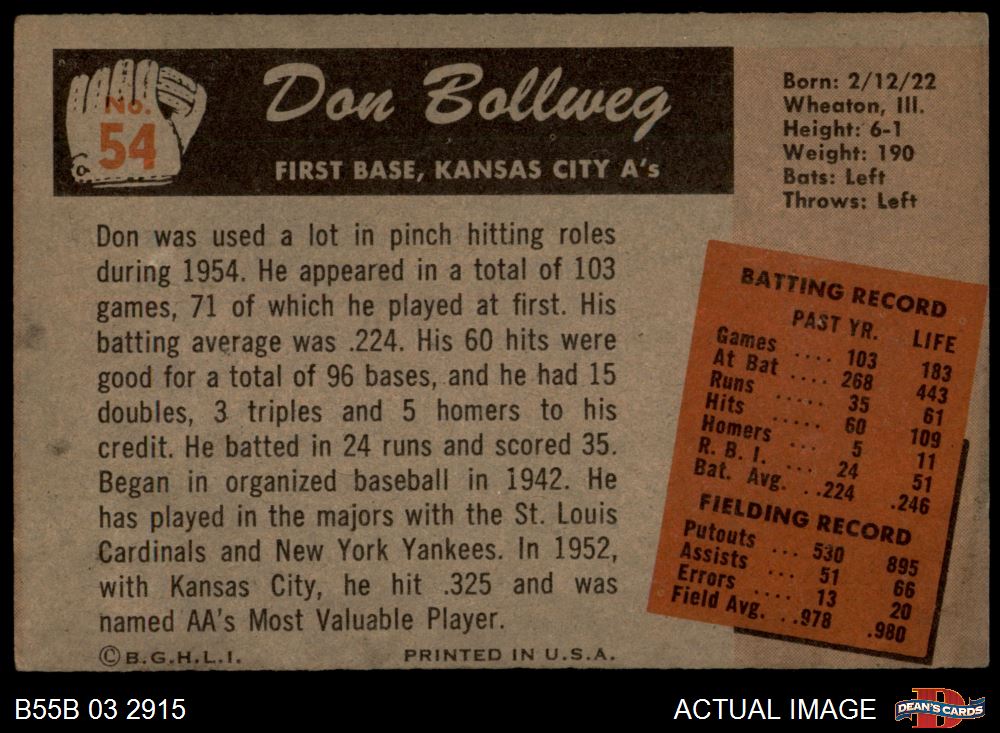 No.
54
Don Bollweg
FIRST BASE, KANSAS CITY A's
Born: 2/12/22
Wheaton, Ill.
Height: 6-1
Weight: 190
Bats: Left
Throws: Left
Don was used a lot in pinch hitting roles
during 1954. He appeared in a total of 103
games, 71 of which he played at first. His
batting average was .224. His 60 hits were
good for a total of 96 bases, and he had 15
doubles, 3 triples and 5 homers to his
credit. He batted in 24 runs and scored 35.
Began in organized baseball in 1942. He
has played in the majors with the St. Louis
Cardinals and New York Yankees. In 1952,
with Kansas City, he hit .325 and was
named AA's Most Valuable Player.
©B.G.H.L.I. PRINTED IN U.S.A.
BATTING RECORD
PAST YR. LIFE
Games .... 103 183
At Bat .... 268 443
Runs ..... 35 61
Hits ..... 60 109
Homers ... 5 11
R. B. I. ... 24 51
Bat. Avg. ..224 .246
FIELDING RECORD
Putouts ... 530 895
Assists ... 51 66
Errors .... 13 20
Field Avg. ..978 .980
B55B 03 2915
ACTUAL IMAGE
D
DEAN'S CARDS